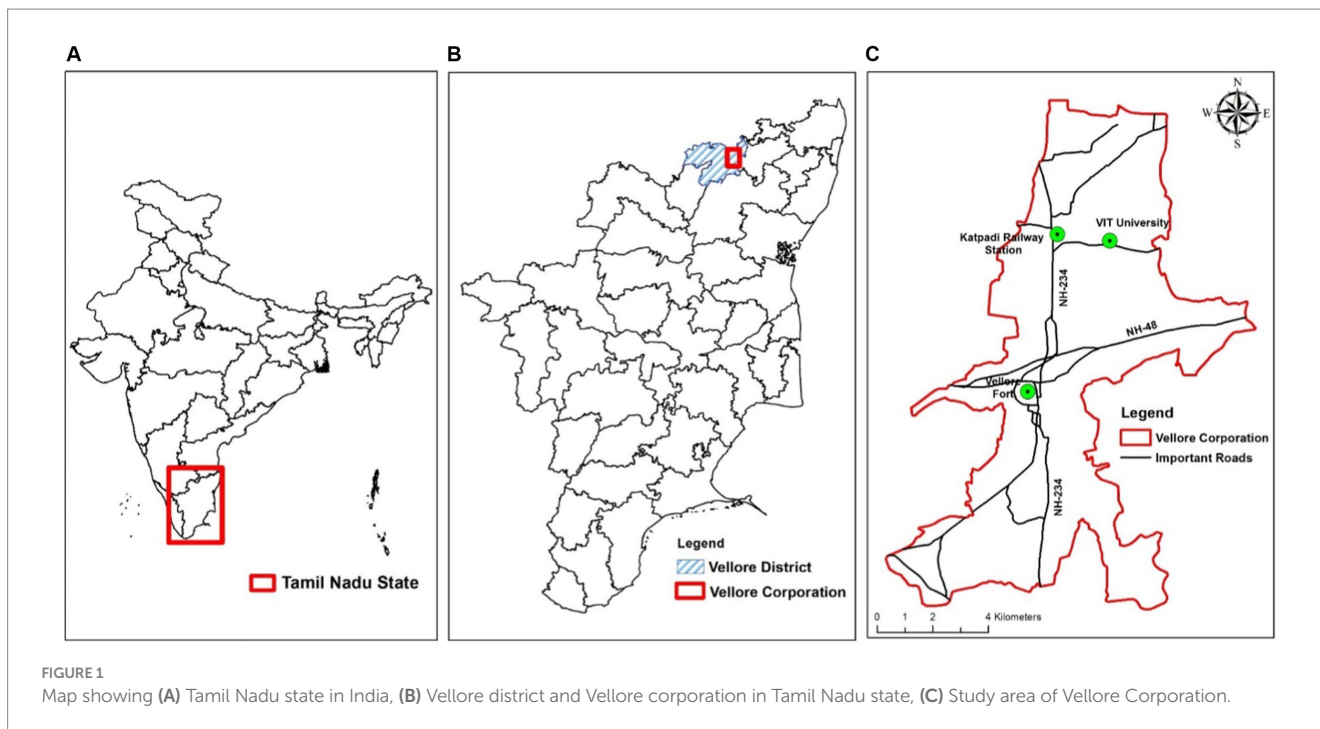 A
Tamil Nadu State
B
Legend
Vellore District
Vellore Corporation
C
N
W E
S
VIT University
Katpadi Railway
Station
NH-234
NH-48
Vellore
Fort
Legend
Vellore Corporation
Important Roads
NH-234
0 1 2 4 Kilometers
FIGURE 1
Map showing (A) Tamil Nadu state in India, (B) Vellore district and Vellore corporation in Tamil Nadu state, (C) Study area of Vellore Corporation.